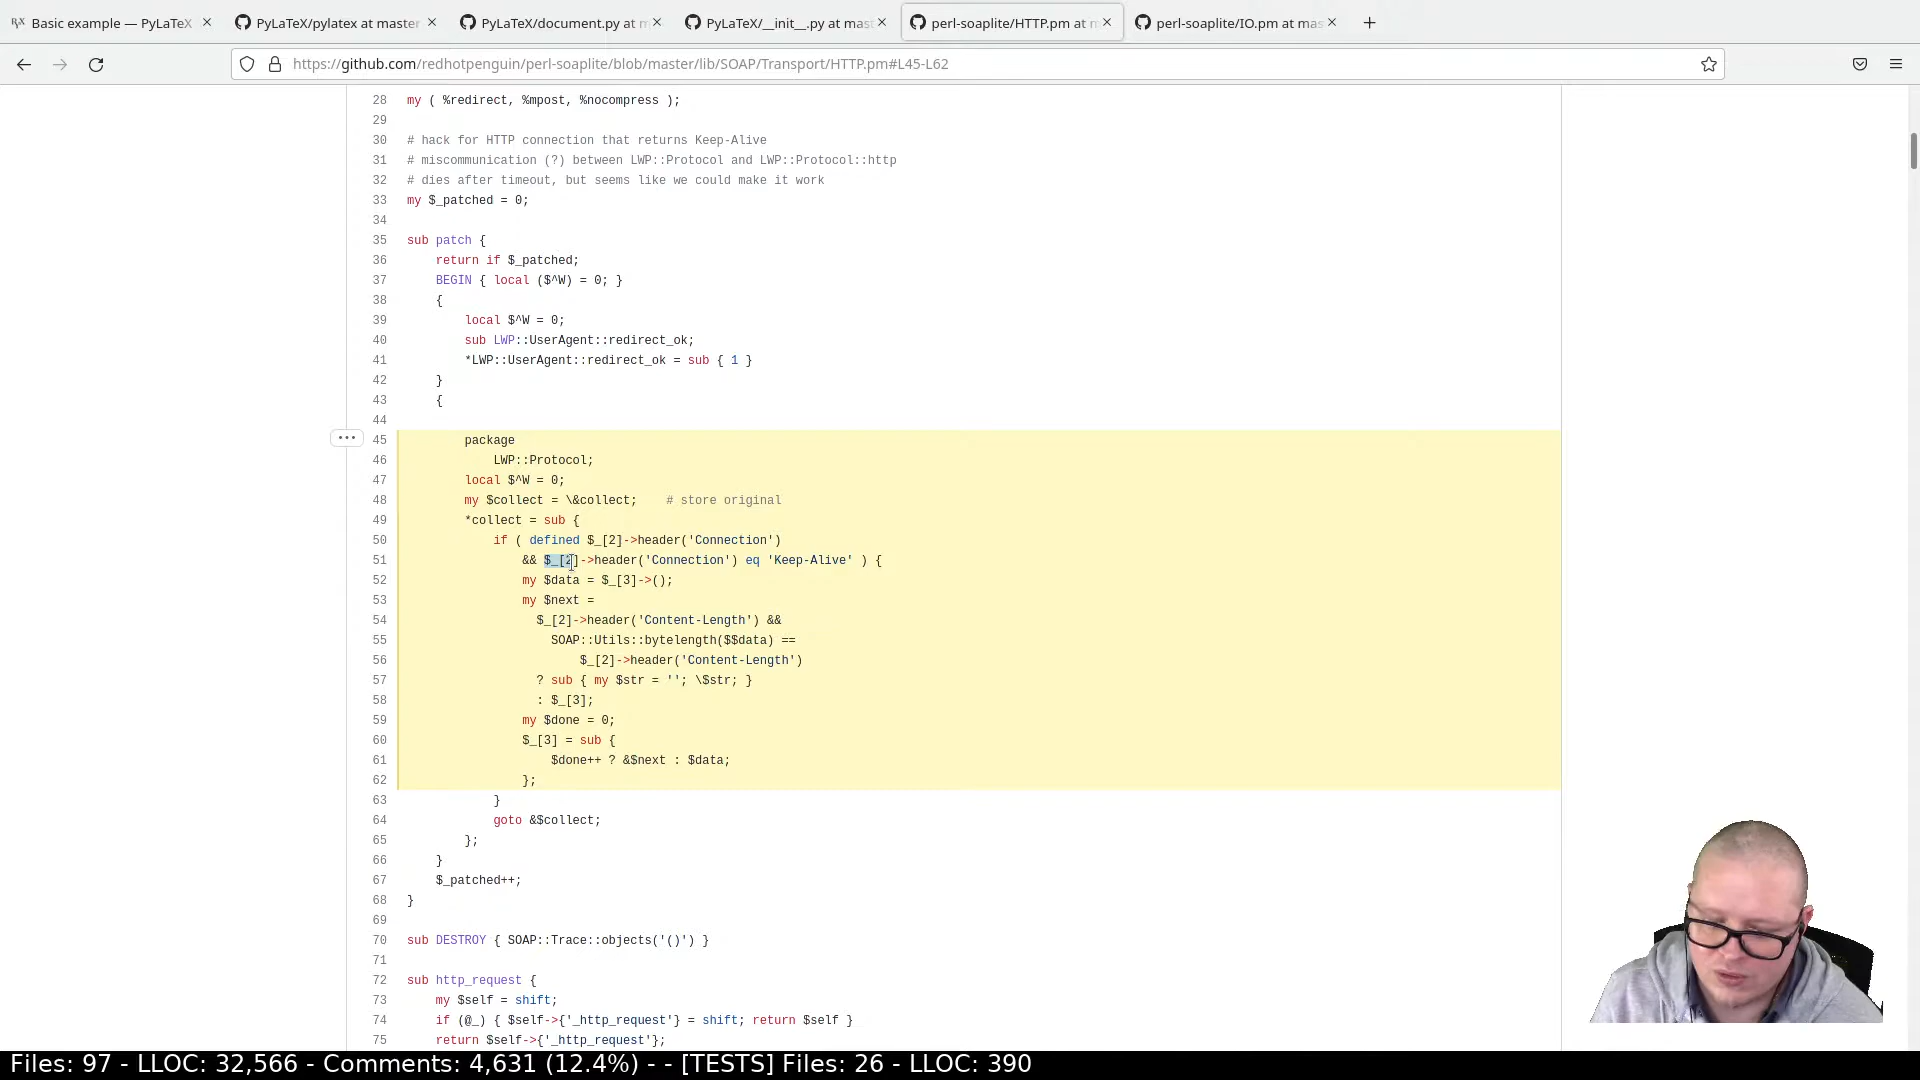 Basic example — PyLaTeX
PyLaTeX/pylatex at master
PyLaTeX/document.py at m
PyLaTeX/__init__.py at mast
perl-soaplite/HTTP.pm at m
perl-soaplite/IO.pm at mas
https://github.com/redhotpenguin/perl-soaplite/blob/master/lib/SOAP/Transport/HTTP.pm#L45-L62
28 my ( %redirect, %mpost, %nocompress );
29
30 # hack for HTTP connection that returns Keep-Alive
31 # miscommunication (?) between LWP::Protocol and LWP::Protocol::http
32 # dies after timeout, but seems like we could make it work
33 my $_patched = 0;
34
35 sub patch {
36 return if $_patched;
37 BEGIN { local ($^W) = 0; }
38 {
39 local $^W = 0;
40 sub LWP::UserAgent::redirect_ok;
41 *LWP::UserAgent::redirect_ok = sub { 1 }
42 }
43 {
44
45 package
46 LWP::Protocol;
47 local $^W = 0;
48 my $collect = \&collect;    # store original
49 *collect = sub {
50 if ( defined $_[2]->header('Connection')
51 && $_[2]->header('Connection') eq 'Keep-Alive' ) {
52 my $data = $_[3]->();
53 my $next =
54 $_[2]->header('Content-Length') &&
55 SOAP::Utils::bytelength($$data) ==
56 $_[2]->header('Content-Length')
57 ? sub { my $str = ''; \$str; }
58 : $_[3];
59 my $done = 0;
60 $_[3] = sub {
61 $done++ ? &$next : $data;
62 };
63 }
64 goto &$collect;
65 };
66 }
67 $_patched++;
68 }
69
70 sub DESTROY { SOAP::Trace::objects('()') }
71
72 sub http_request {
73 my $self = shift;
74 if (@_) { $self->{'_http_request'} = shift; return $self }
75 return $self->{'_http_request'};
Files: 97 - LLOC: 32,566 - Comments: 4,631 (12.4%) - - [TESTS] Files: 26 - LLOC: 390